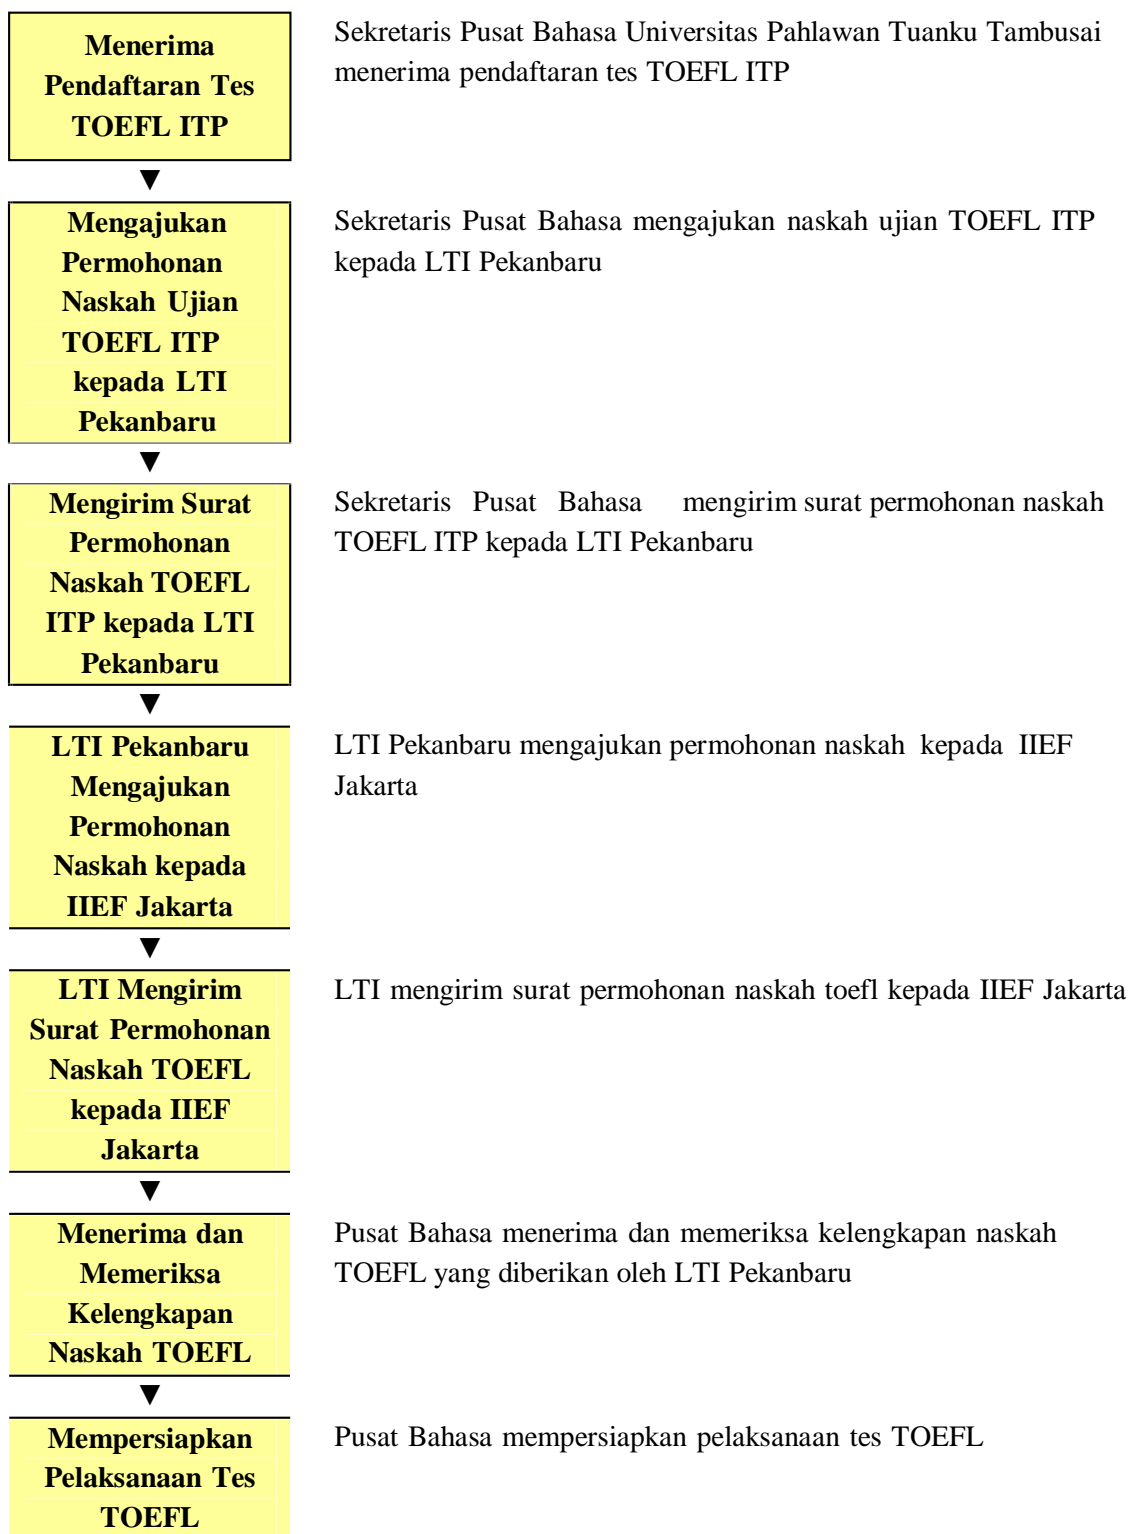 Menerima
Pendaftaran Tes
TOEFL ITP
Sekretaris Pusat Bahasa Universitas Pahlawan Tuanku Tambusai
menerima pendaftaran tes TOEFL ITP
▼
Mengajukan
Permohonan
Naskah Ujian
TOEFL ITP
kepada LTI
Pekanbaru
Sekretaris Pusat Bahasa mengajukan naskah ujian TOEFL ITP
kepada LTI Pekanbaru
▼
Mengirim Surat
Permohonan
Naskah TOEFL
ITP kepada LTI
Pekanbaru
Sekretaris Pusat Bahasa mengirim surat permohonan naskah
TOEFL ITP kepada LTI Pekanbaru
▼
LTI Pekanbaru
Mengajukan
Permohonan
Naskah kepada
IIEF Jakarta
LTI Pekanbaru mengajukan permohonan naskah kepada IIEF
Jakarta
▼
LTI Mengirim
Surat Permohonan
Naskah TOEFL
kepada IIEF
Jakarta
LTI mengirim surat permohonan naskah toefl kepada IIEF Jakarta
▼
Menerima dan
Memeriksa
Kelengkapan
Naskah TOEFL
Pusat Bahasa menerima dan memeriksa kelengkapan naskah
TOEFL yang diberikan oleh LTI Pekanbaru
▼
Mempersiapkan
Pelaksanaan Tes
TOEFL
Pusat Bahasa mempersiapkan pelaksanaan tes TOEFL